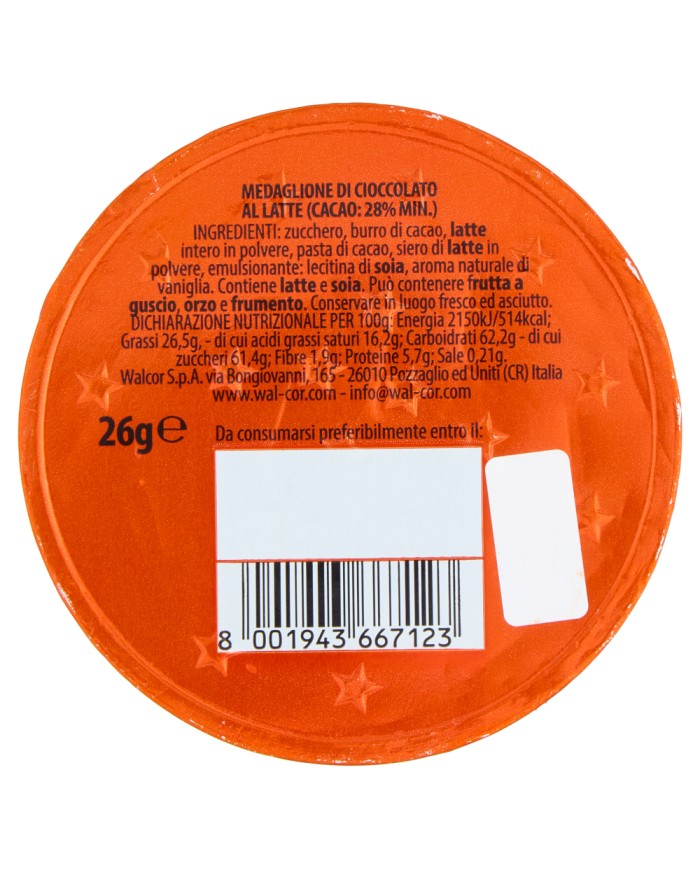 MEDAGLIONE DI CIOCCOLATO
AL LATTE (CACAO: 28% MIN.)
INGREDIENTI: zucchero, burro di cacao, latte
intero in polvere, pasta di cacao, siero di latte in
polvere, emulsionante: lecitina di soia, aroma naturale di
vaniglia. Contiene latte e soia. Può contenere frutta a
guscio, orzo e frumento. Conservare in luogo fresco ed asciutto.
DICHIARAZIONE NUTRIZIONALE PER 100g: Energia 2150kJ/514kcal;
Grassi 26,5g, - di cui acidi grassi saturi 16,2g; Carboidrati 62,2g - di cui
zuccheri 61,4g; Fibre 1,9g; Proteine 5,7g; Sale 0,21g.
Walcor S.p.A. via Bongiovanni, 165 - 26010 Pozzaglio ed Uniti (CR) Italia
www.wal-cor.com - info@wal-cor.com
26g℮ Da consumarsi preferibilmente entro il:
8 001943 667123